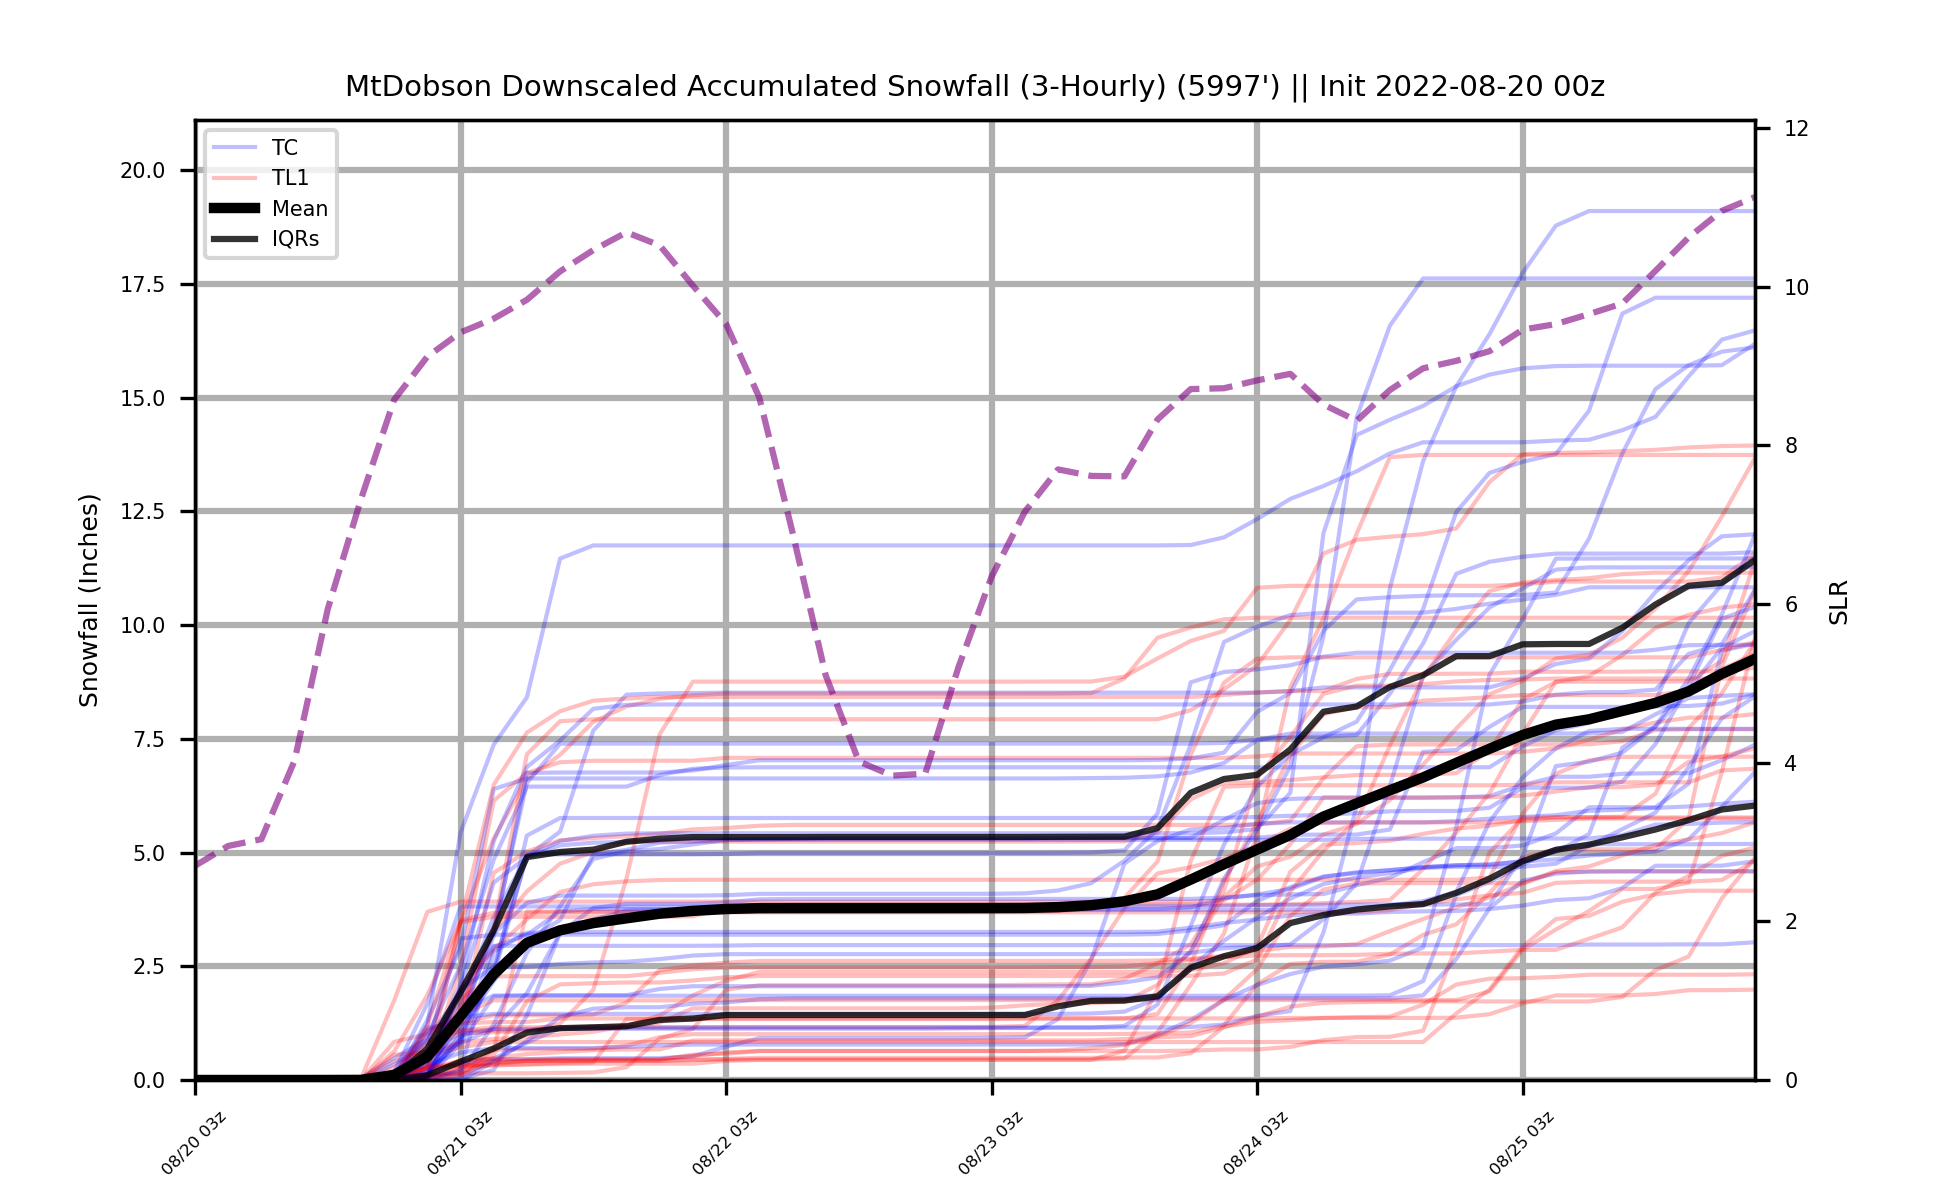 MtDobson Downscaled Accumulated Snowfall (3-Hourly) (5997') || Init 2022-08-20 00z
TC
TL1
Mean
IQRs
Snowfall (Inches)
20.0
17.5
15.0
12.5
10.0
7.5
5.0
2.5
0.0
12
10
8
6
4
2
0
SLR
08/20 03z
08/21 03z
08/22 03z
08/23 03z
08/24 03z
08/25 03z